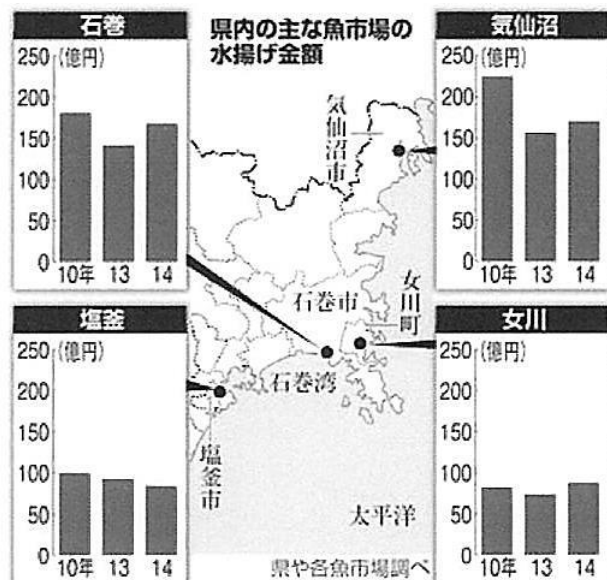 県内の主な魚市場の
水揚げ金額
石巻
250(億円)
200
150
100
50
0
10年 13 14
気仙沼
250(億円)
200
150
100
50
0
10年 13 14
塩釜
250(億円)
200
150
100
50
0
10年 13 14
女川
250(億円)
200
150
100
50
0
10年 13 14
気仙沼市
石巻市
女川町
石巻湾
塩釜市
太平洋
県や各魚市場調べ